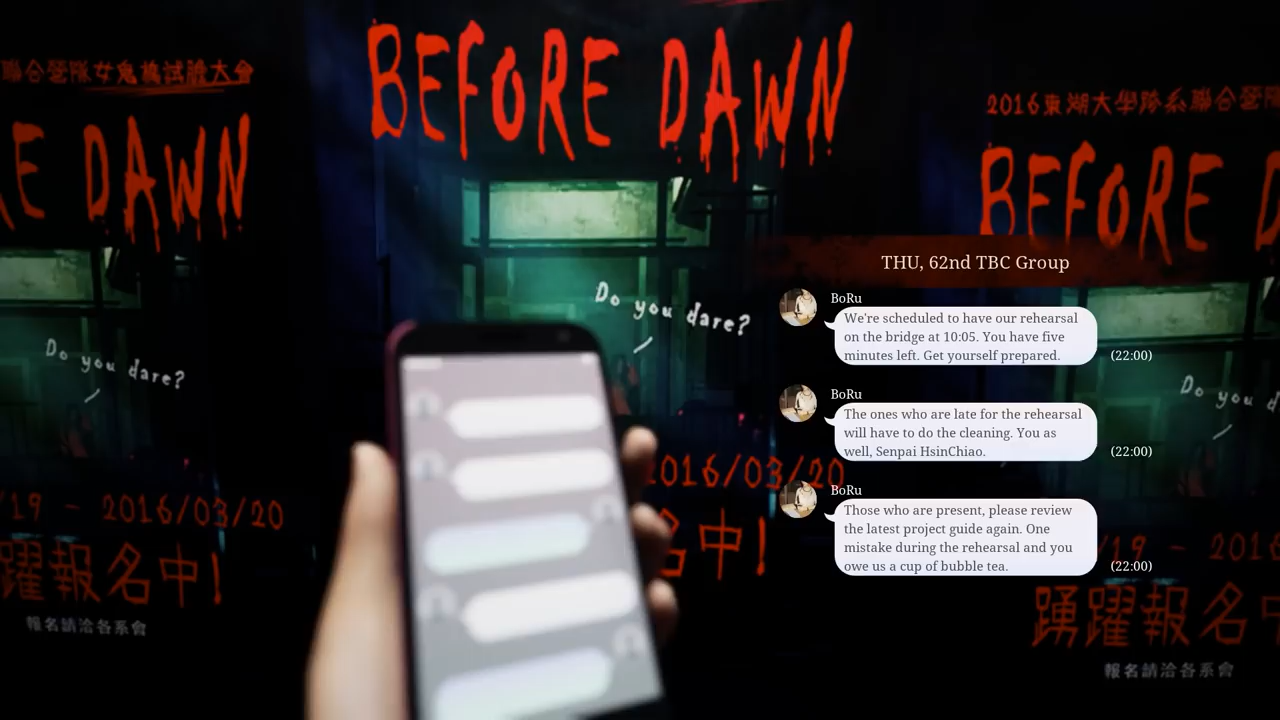 聯合營隊女鬼橋試膽大會
BEFORE DAWN
2016東湖大學跨系聯合營隊
E DAWN
BEFORE D
THU, 62nd TBC Group
BoRu
We're scheduled to have our rehearsal
on the bridge at 10:05. You have five
minutes left. Get yourself prepared.
(22:00)
Do you dare?
Do you dare?
Do you d
BoRu
The ones who are late for the rehearsal
will have to do the cleaning. You as
well, Senpai HsinChiao.
(22:00)
BoRu
Those who are present, please review
the latest project guide again. One
mistake during the rehearsal and you
owe us a cup of bubble tea.
(22:00)
/19 - 2016/03/20
2016/03/20
/19 - 2016
躍報名中!
名中!
踴躍報名中
報名請洽各系會
報名請洽各系會